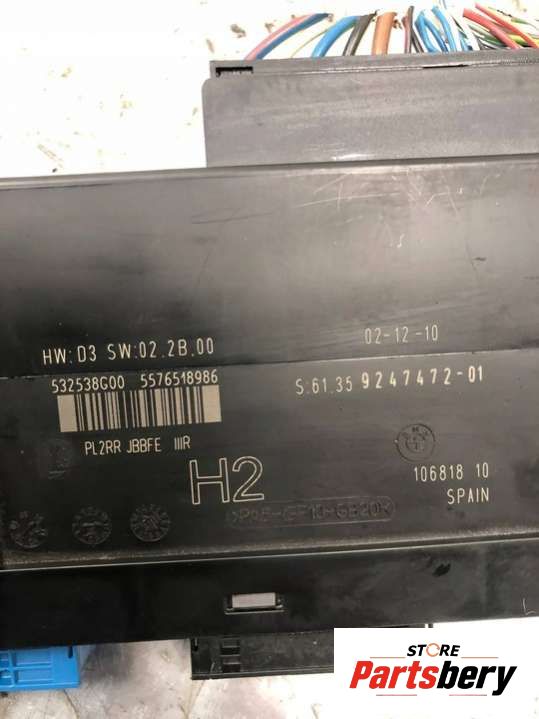 HW:D3 SW:02.2B.00
02-12-10
532538G00 5576518986
S:61.35 9247472-01
PL2RR JBBFE IIIR
H2
106818 10
SPAIN
STORE
Partsbery